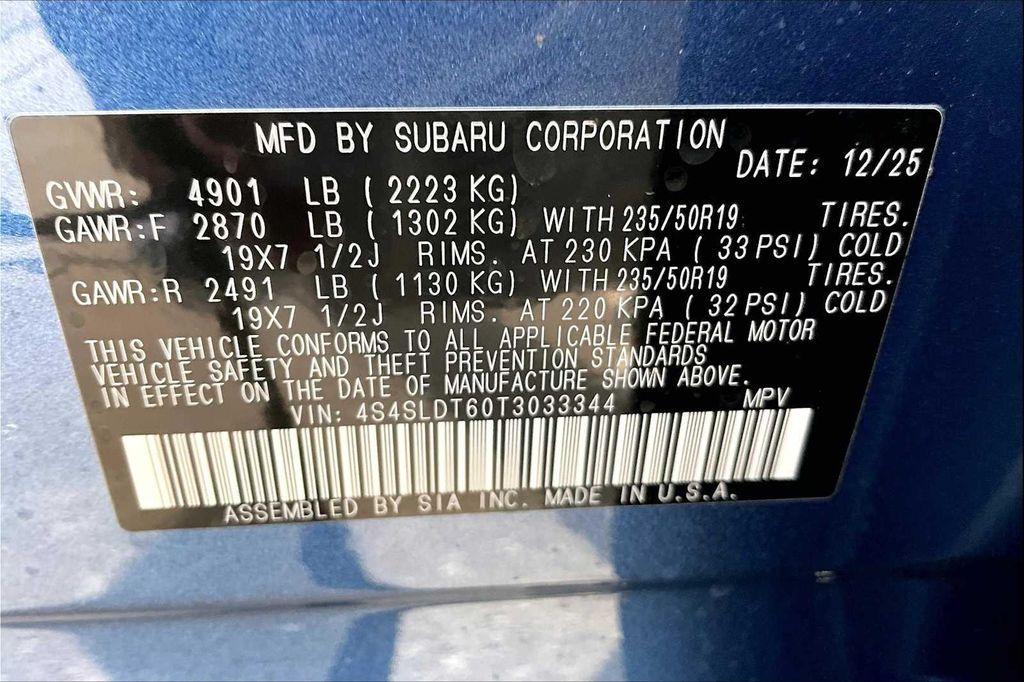 MFD BY SUBARU CORPORATION
DATE: 12/25
GVWR: 4901 LB ( 2223 KG)
GAWR:F 2870 LB ( 1302 KG) WITH 235/50R19 TIRES.
19X7 1/2J RIMS. AT 230 KPA ( 33 PSI) COLD
GAWR:R 2491 LB ( 1130 KG) WITH 235/50R19 TIRES.
19X7 1/2J RIMS. AT 220 KPA ( 32 PSI) COLD
THIS VEHICLE CONFORMS TO ALL APPLICABLE FEDERAL MOTOR
VEHICLE SAFETY AND THEFT PREVENTION STANDARDS
IN EFFECT ON THE DATE OF MANUFACTURE SHOWN ABOVE.
VIN: 4S4SLDT60T3033344 MPV
ASSEMBLED BY SIA INC. MADE IN U.S.A.